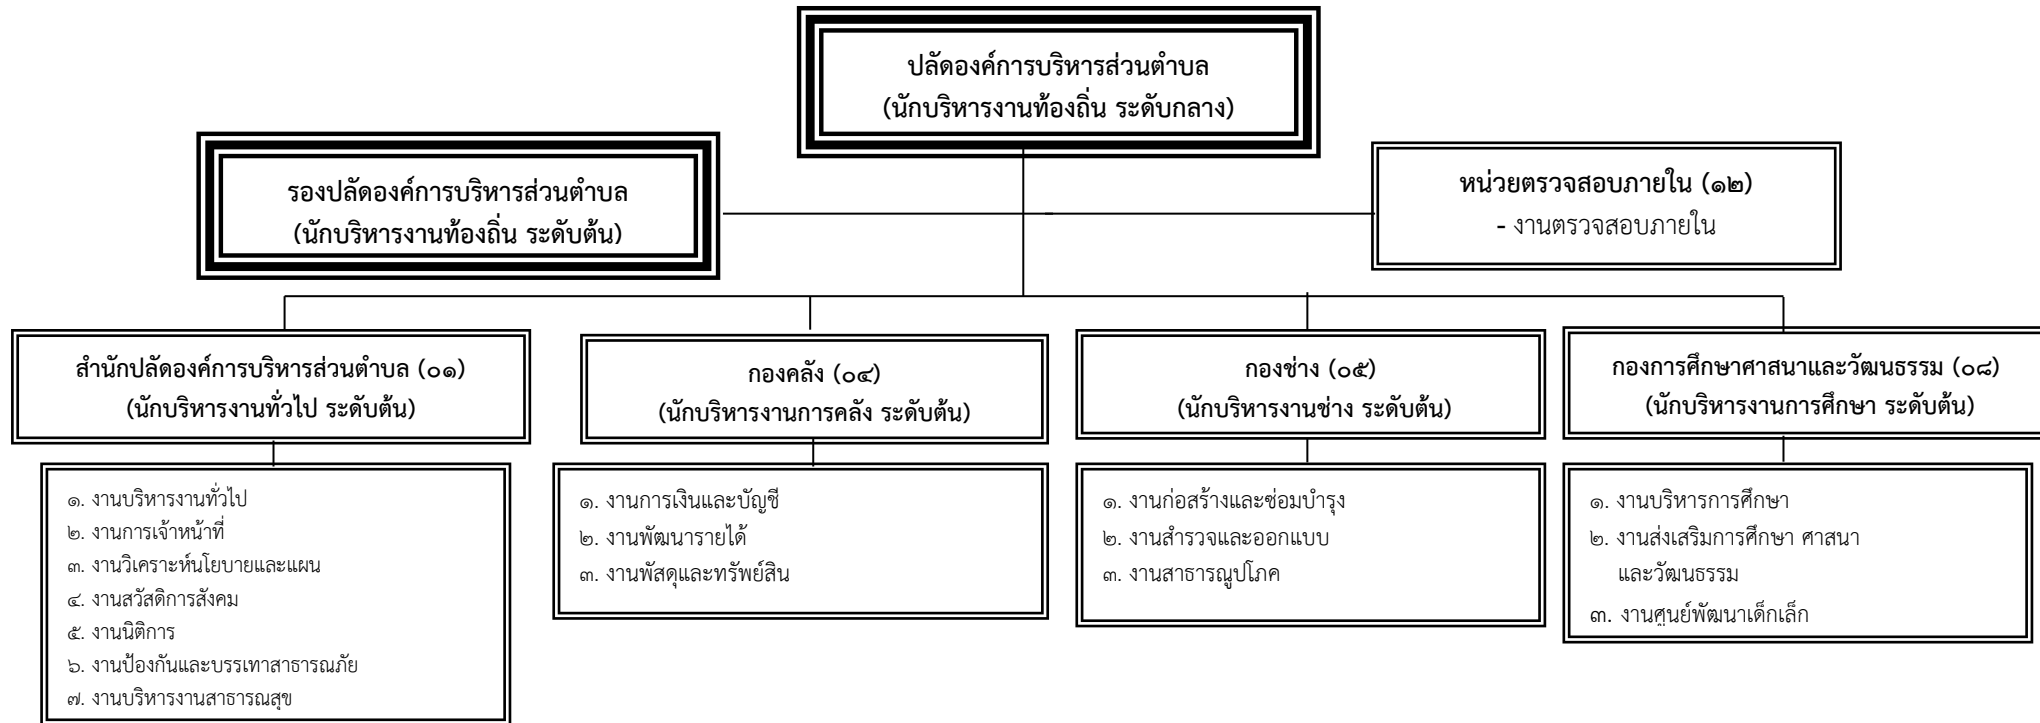 ปลัดองค์การบริหารส่วนตำบล
(นักบริหารงานท้องถิ่น ระดับกลาง)
รองปลัดองค์การบริหารส่วนตำบล
(นักบริหารงานท้องถิ่น ระดับต้น)
หน่วยตรวจสอบภายใน (๑๒)
- งานตรวจสอบภายใน
สำนักปลัดองค์การบริหารส่วนตำบล (๐๑)
(นักบริหารงานทั่วไป ระดับต้น)
๑. งานบริหารงานทั่วไป
๒. งานการเจ้าหน้าที่
๓. งานวิเคราะห์นโยบายและแผน
๔. งานสวัสดิการสังคม
๕. งานนิติการ
๖. งานป้องกันและบรรเทาสาธารณภัย
๗. งานบริหารงานสาธารณสุข
กองคลัง (๐๔)
(นักบริหารงานการคลัง ระดับต้น)
๑. งานการเงินและบัญชี
๒. งานพัฒนารายได้
๓. งานพัสดุและทรัพย์สิน
กองช่าง (๐๕)
(นักบริหารงานช่าง ระดับต้น)
๑. งานก่อสร้างและซ่อมบำรุง
๒. งานสำรวจและออกแบบ
๓. งานสาธารณูปโภค
กองการศึกษาศาสนาและวัฒนธรรม (๐๘)
(นักบริหารงานการศึกษา ระดับต้น)
๑. งานบริหารการศึกษา
๒. งานส่งเสริมการศึกษา ศาสนา
และวัฒนธรรม
๓. งานศูนย์พัฒนาเด็กเล็ก